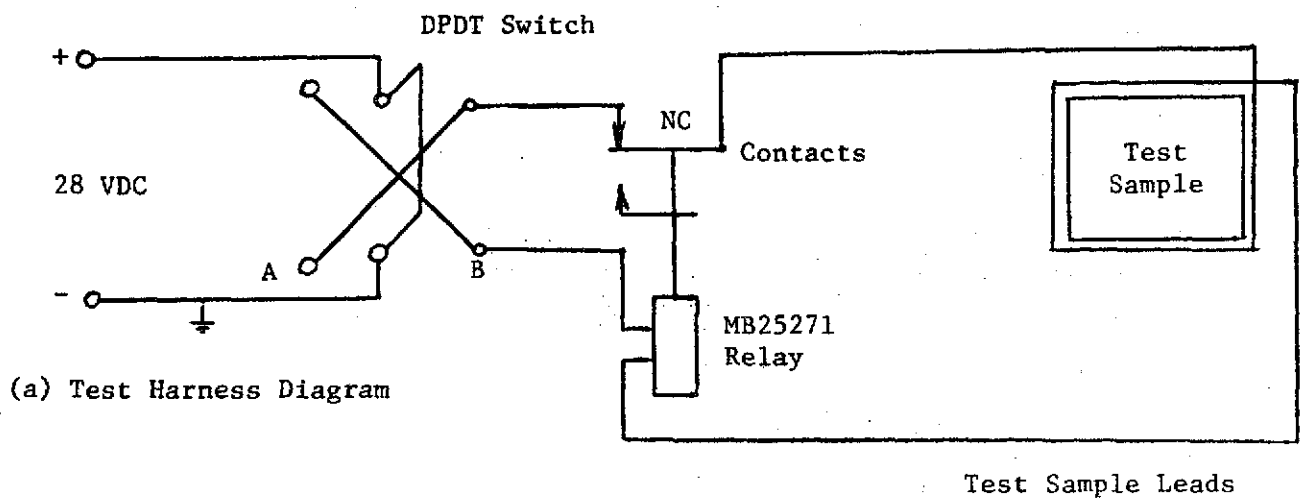 DPDT Switch
+
NC
Contacts
Test
Sample
28 VDC
A
B
-
MB25271
Relay
(a) Test Harness Diagram
Test Sample Leads